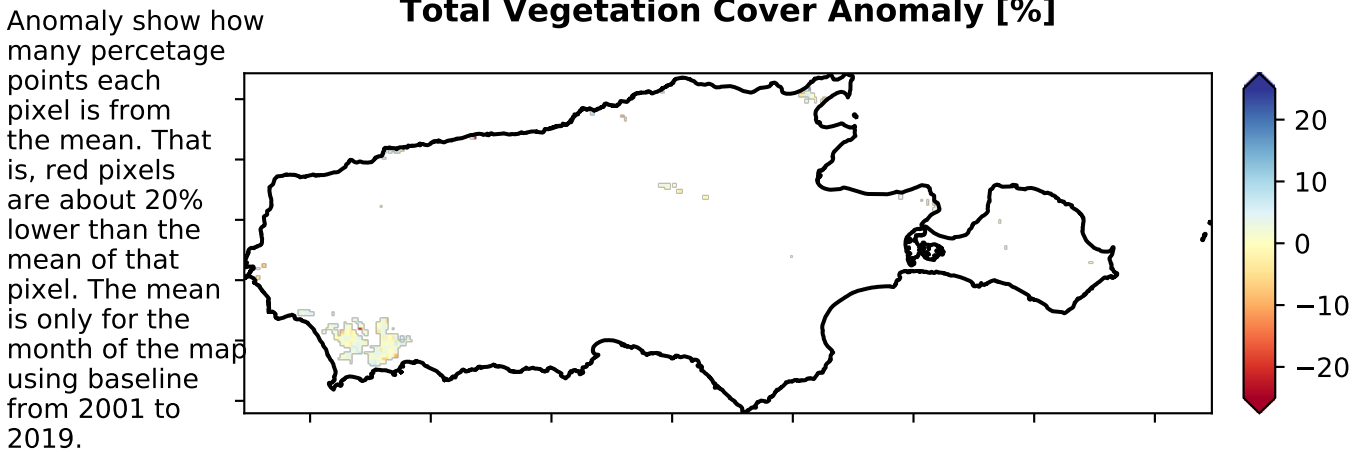 Total Vegetation Cover Anomaly [%]
Anomaly show how
many percetage
points each
pixel is from
the mean. That
is, red pixels
are about 20%
lower than the
mean of that
pixel. The mean
is only for the
month of the map
using baseline
from 2001 to
2019.
20
10
0
−10
−20